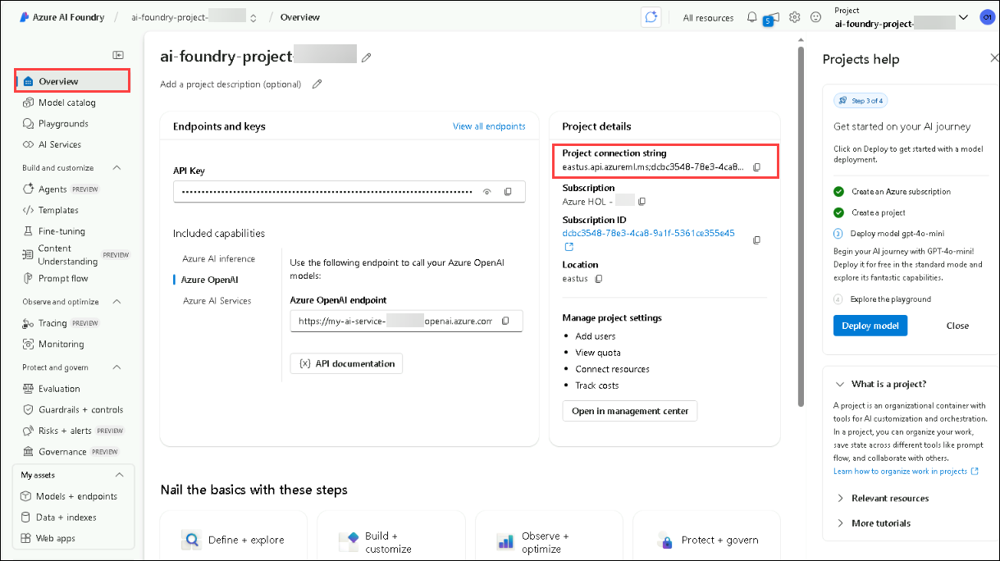 Azure AI Foundry / ai-foundry-project- / Overview
All resources
5
Project
ai-foundry-project-
Overview
Model catalog
Playgrounds
AI Services
Build and customize
Agents PREVIEW
Templates
Fine-tuning
Content
Understanding PREVIEW
Prompt flow
Observe and optimize
Tracing PREVIEW
Monitoring
Protect and govern
Evaluation
Guardrails + controls
Risks + alerts PREVIEW
Governance PREVIEW
My assets
Models + endpoints
Data + indexes
Web apps
ai-foundry-project-
Add a project description (optional)
Endpoints and keys
View all endpoints
API Key
Included capabilities
Azure AI inference
Azure OpenAI
Azure AI Services
Use the following endpoint to call your Azure OpenAI
models:
Azure OpenAI endpoint
https://my-ai-service- openai.azure.com
{x} API documentation
Project details
Project connection string
eastus.api.azureml.ms;dcbc3548-78e3-4ca8...
Subscription
Azure HOL -
Subscription ID
dcbc3548-78e3-4ca8-9a1f-5361ce355e45
Location
eastus
Manage project settings
• Add users
• View quota
• Connect resources
• Track costs
Open in management center
Nail the basics with these steps
Define + explore
Build +
customize
Observe +
optimize
Protect + govern
Projects help
Step 3 of 4
Get started on your AI journey
Click on Deploy to get started with a model
deployment.
Create an Azure subscription
Create a project
3 Deploy model gpt-4o-mini
Begin your AI journey with GPT-4o-mini!
Deploy it for free in the standard mode and
explore its fantastic capabilities.
4 Explore the playground
Deploy model
Close
What is a project?
A project is an organizational container with
tools for AI customization and orchestration.
In a project, you can organize your work,
save state across different tools like prompt
flow, and collaborate with others.
Learn how to organize work in projects
Relevant resources
More tutorials